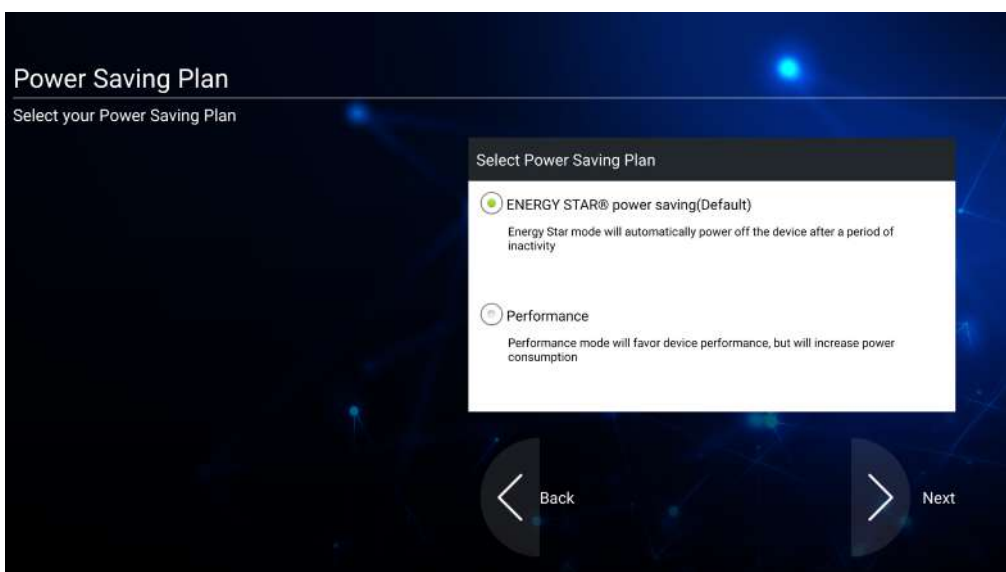 Power Saving Plan
Select your Power Saving Plan
Select Power Saving Plan
ENERGY STAR® power saving(Default)
Energy Star mode will automatically power off the device after a period of
inactivity
Performance
Performance mode will favor device performance, but will increase power
consumption
Back
Next